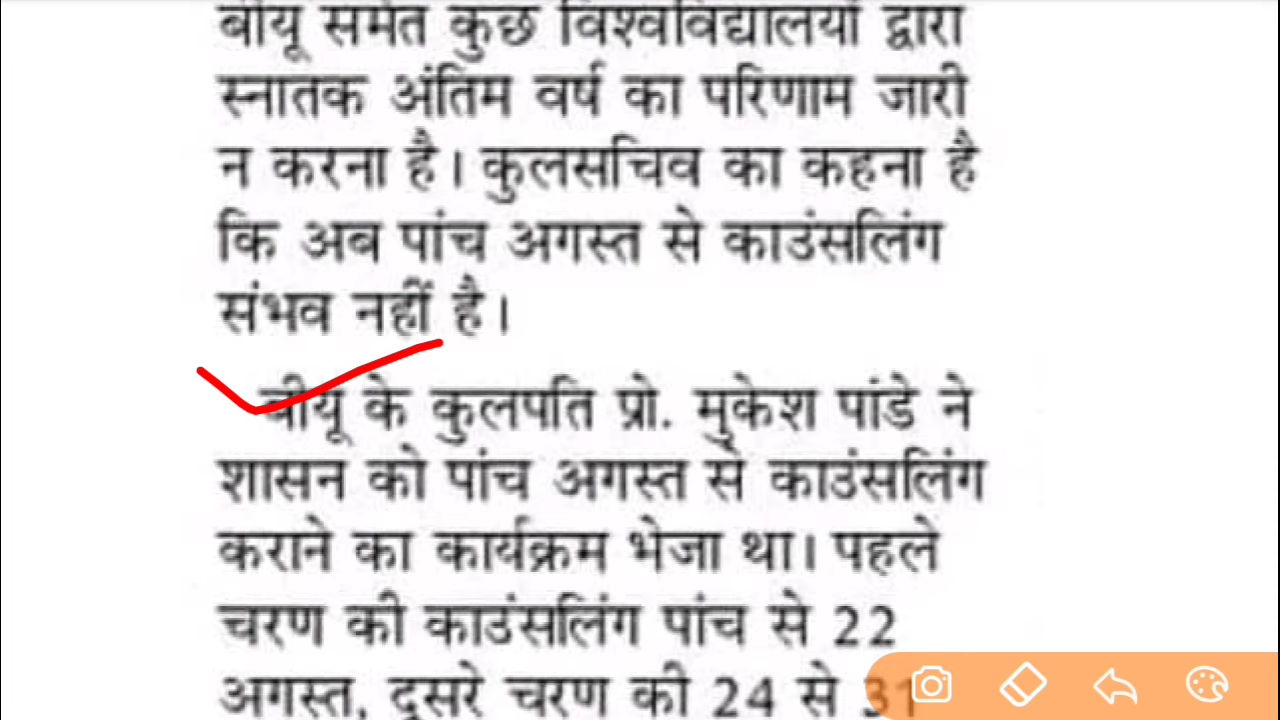 बीयू समेत कुछ विश्वविद्यालयों द्वारा
स्नातक अंतिम वर्ष का परिणाम जारी
न करना है। कुलसचिव का कहना है
कि अब पांच अगस्त से काउंसलिंग
संभव नहीं है।
बीयू के कुलपति प्रो. मुकेश पांडे ने
शासन को पांच अगस्त से काउंसलिंग
कराने का कार्यक्रम भेजा था। पहले
चरण की काउंसलिंग पांच से 22
अगस्त, दूसरे चरण की 24 से 31